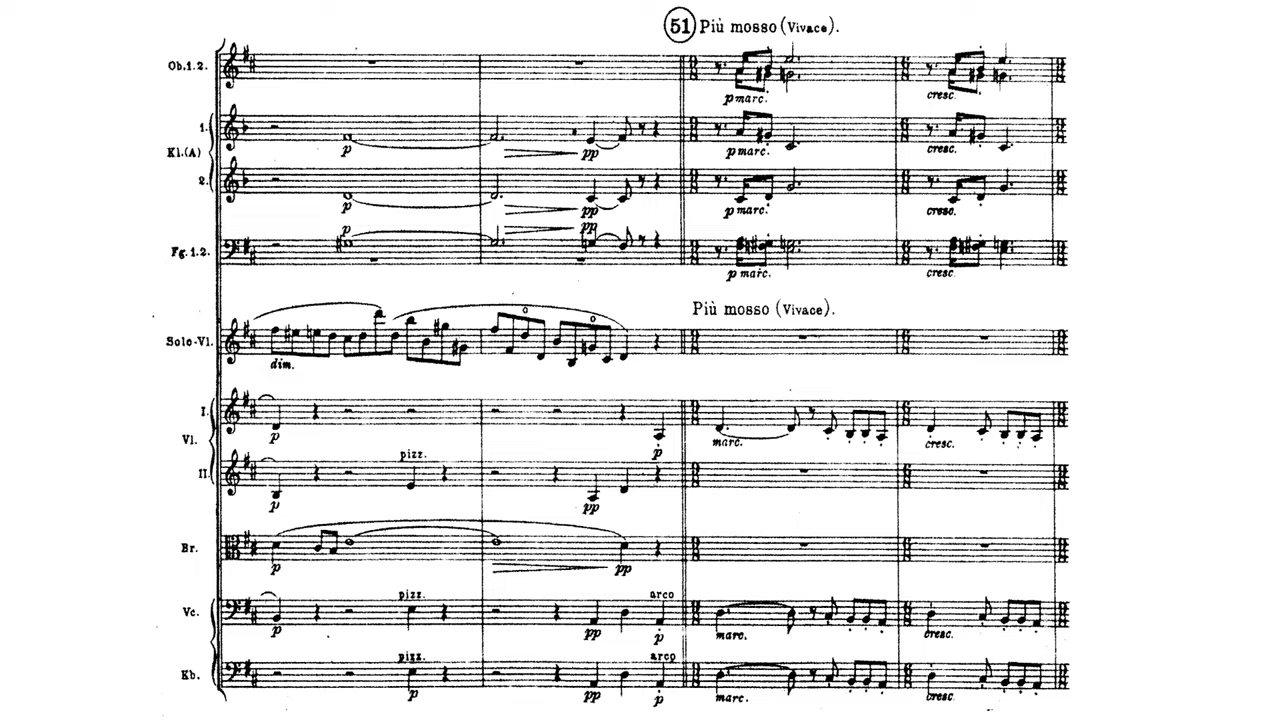 51 Più mosso (Vivace).
Ob.1.2.
p marc. cresc.
1.
p pp p marc. cresc.
Kl.(A)
2.
p pp p marc. cresc.
p pp
Fg.1.2.
p marc. cresc.
Più mosso (Vivace).
Solo-Vl.
dim.
I.
p p marc. cresc.
Vl.
pizz.
II.
p pp
Br.
p pp
pizz. arco
Vc.
p pp p marc. cresc.
pizz. arco
Kb.
p pp p marc. cresc.